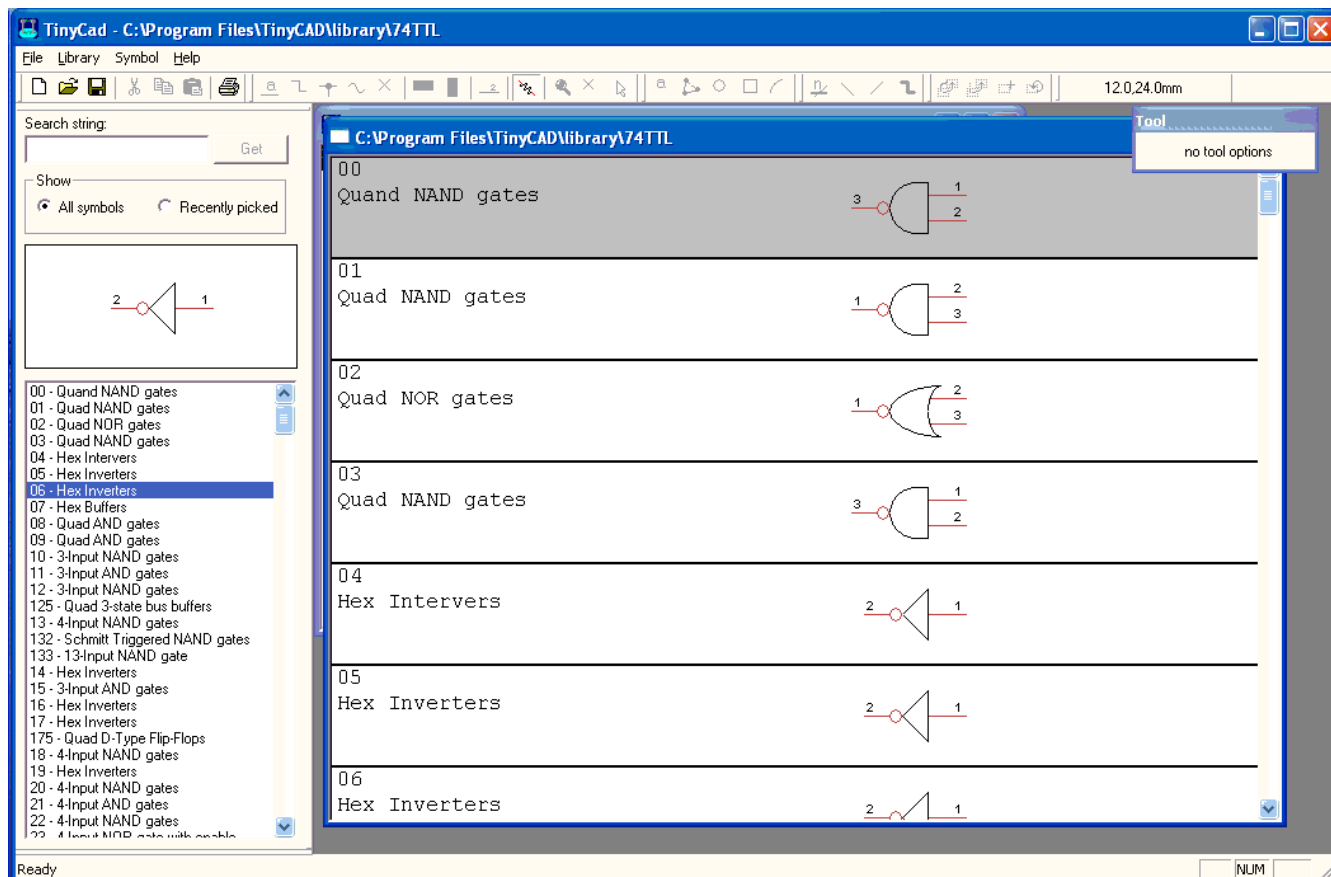 TinyCad - C:\Program Files\TinyCAD\library\74TTL
File Library Symbol Help
12.0,24.0mm
Search string:
Get
Show
All symbols Recently picked
2 1
00 - Quand NAND gates
01 - Quad NAND gates
02 - Quad NOR gates
03 - Quad NAND gates
04 - Hex Intervers
05 - Hex Inverters
06 - Hex Inverters
07 - Hex Buffers
08 - Quad AND gates
09 - Quad AND gates
10 - 3-Input NAND gates
11 - 3-Input AND gates
12 - 3-Input NAND gates
125 - Quad 3-state bus buffers
13 - 4-Input NAND gates
132 - Schmitt Triggered NAND gates
133 - 13-Input NAND gate
14 - Hex Inverters
15 - 3-Input AND gates
16 - Hex Inverters
17 - Hex Inverters
175 - Quad D-Type Flip-Flops
18 - 4-Input NAND gates
19 - Hex Inverters
20 - 4-Input NAND gates
21 - 4-Input AND gates
22 - 4-Input NAND gates
23 - 4-Input NOR gate with enable
C:\Program Files\TinyCAD\library\74TTL
Tool
no tool options
00
Quand NAND gates
3 1
2
01
Quad NAND gates
1 2
3
02
Quad NOR gates
1 2
3
03
Quad NAND gates
3 1
2
04
Hex Intervers
2 1
05
Hex Inverters
2 1
06
Hex Inverters
2 1
Ready
NUM